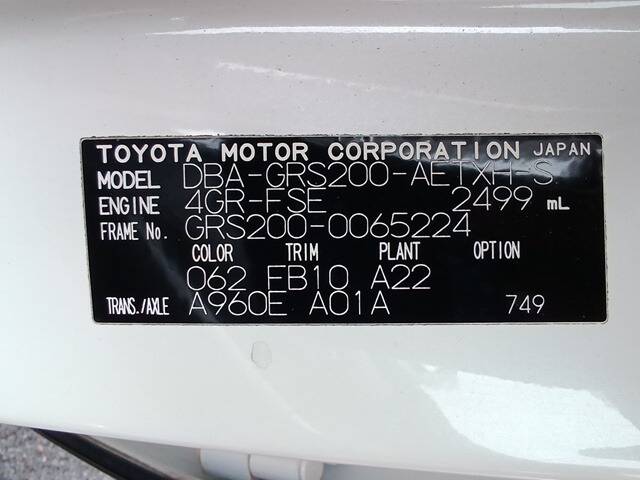 TOYOTA MOTOR CORPORATION JAPAN
MODEL DBA-GRS200-AETXH-S
ENGINE 4GR-FSE 2499 mL
FRAME No. GRS200-0065224
COLOR TRIM PLANT OPTION
062 FB10 A22
TRANS./AXLE A960E A01A 749